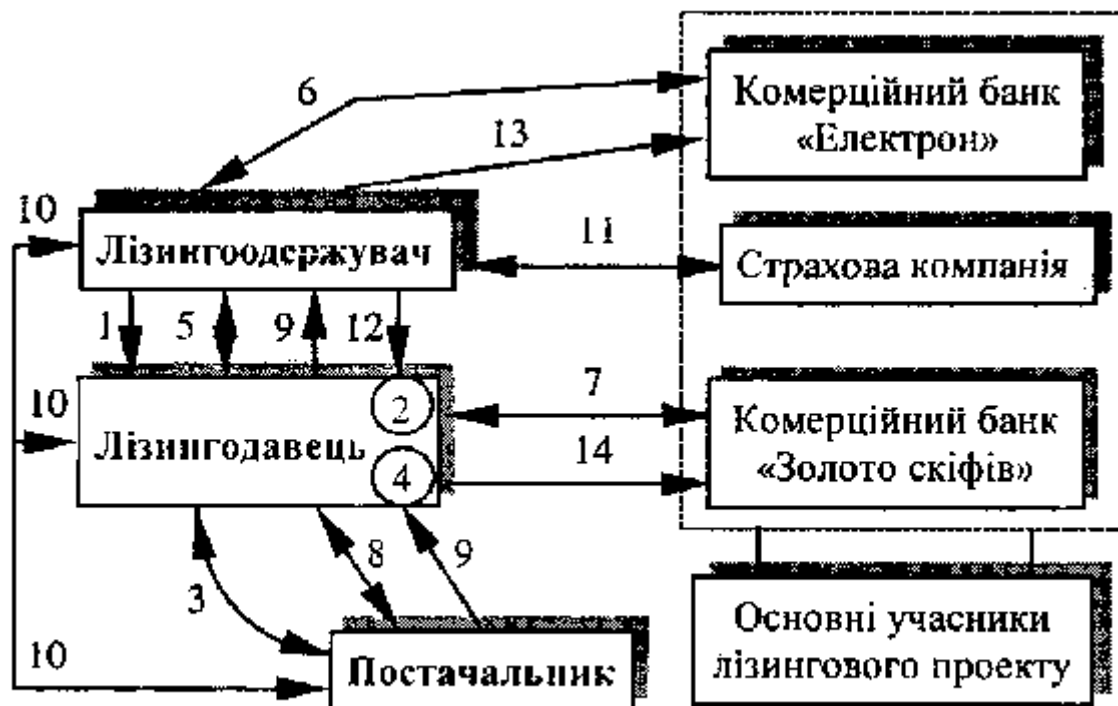 6
Комерційний банк
«Електрон»
13
10
Лізингоодержувач
11
Страхова компанія
1
5
9
12
10
2
Лізингодавець
4
7
Комерційний банк
«Золото скіфів»
14
3
8
9
10
Постачальник
Основні учасники
лізингового проекту